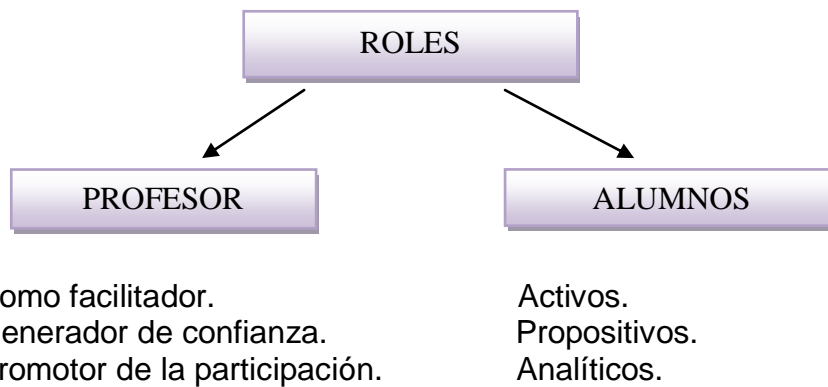 ROLES
PROFESOR
ALUMNOS
omo facilitador.
enerador de confianza.
romotor de la participación.
Activos.
Propositivos.
Analíticos.